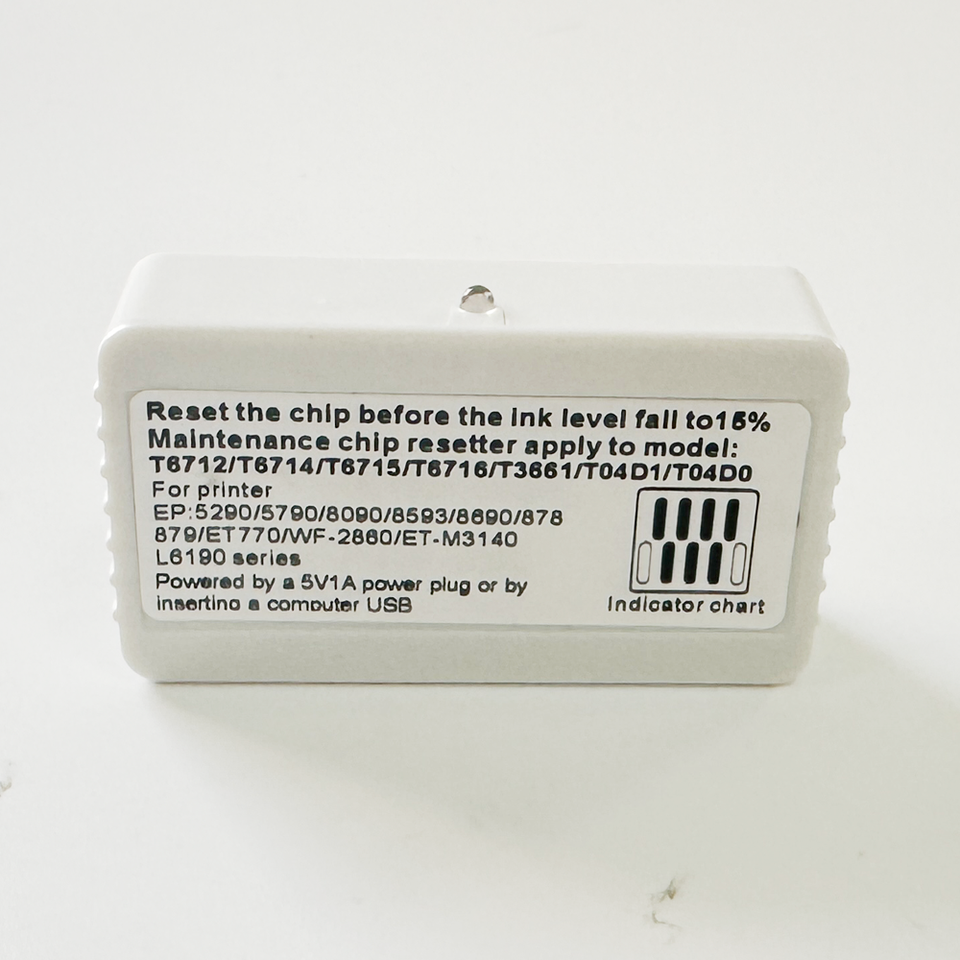 Reset the chip before the ink level fall to15%
Maintenance chip resetter apply to model:
T6712/T6714/T6715/T6716/T3661/T04D1/T04D0
For printer
EP:5290/5790/8090/8593/8690/878
879/ET770/WF-2860/ET-M3140
L6190 series
Powered by a 5V1A power plug or by
inserting a computer USB
Indicator chart